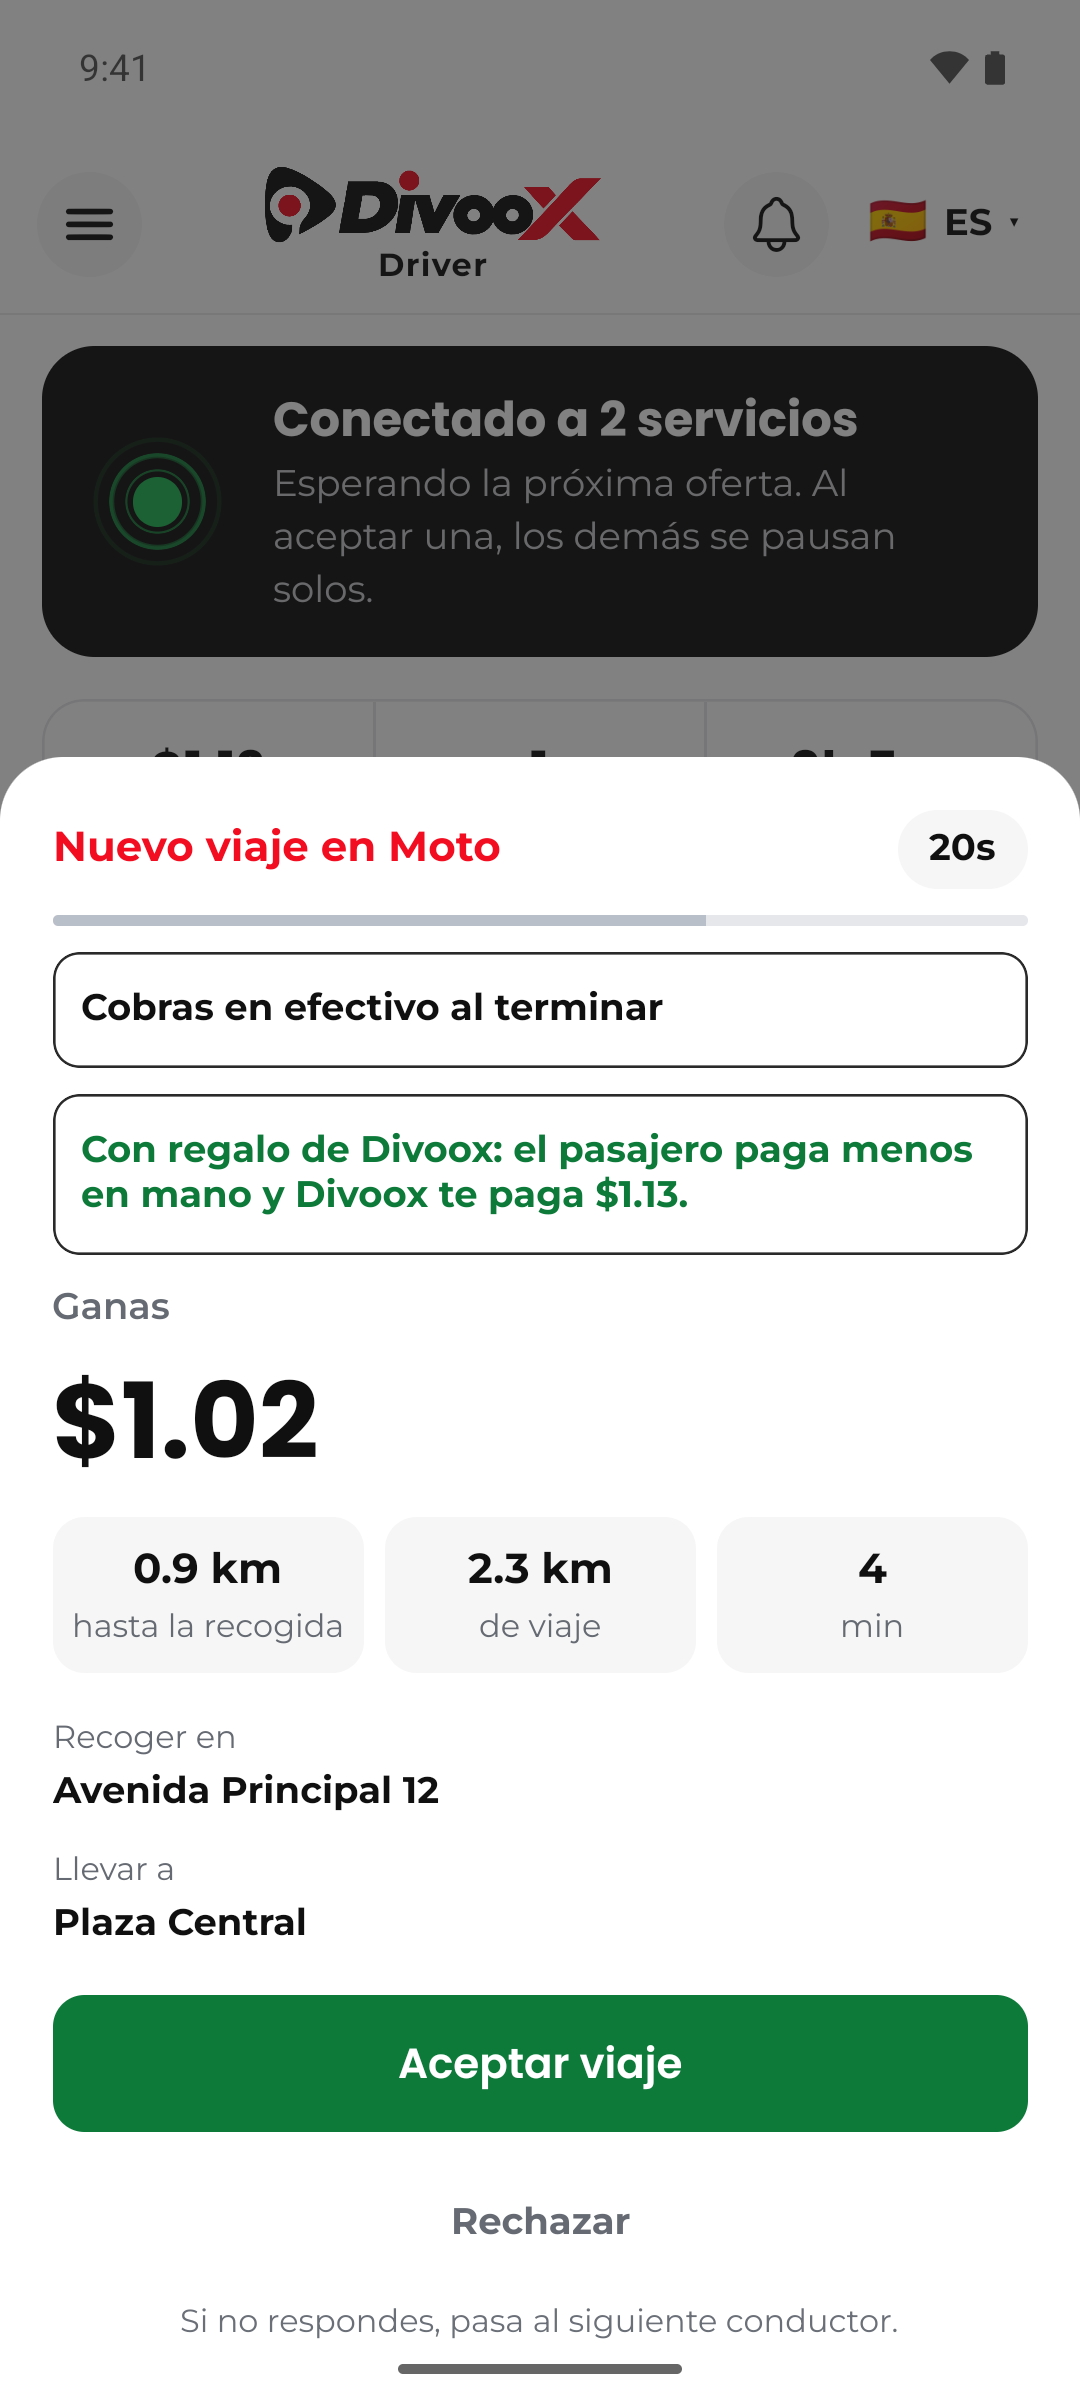 9:41
DivooX
Driver
ES
Conectado a 2 servicios
Esperando la próxima oferta. Al
aceptar una, los demás se pausan
solos.
Nuevo viaje en Moto
20s
Cobras en efectivo al terminar
Con regalo de Divoox: el pasajero paga menos
en mano y Divoox te paga $1.13.
Ganas
$1.02
0.9 km
hasta la recogida
2.3 km
de viaje
4
min
Recoger en
Avenida Principal 12
Llevar a
Plaza Central
Aceptar viaje
Rechazar
Si no respondes, pasa al siguiente conductor.